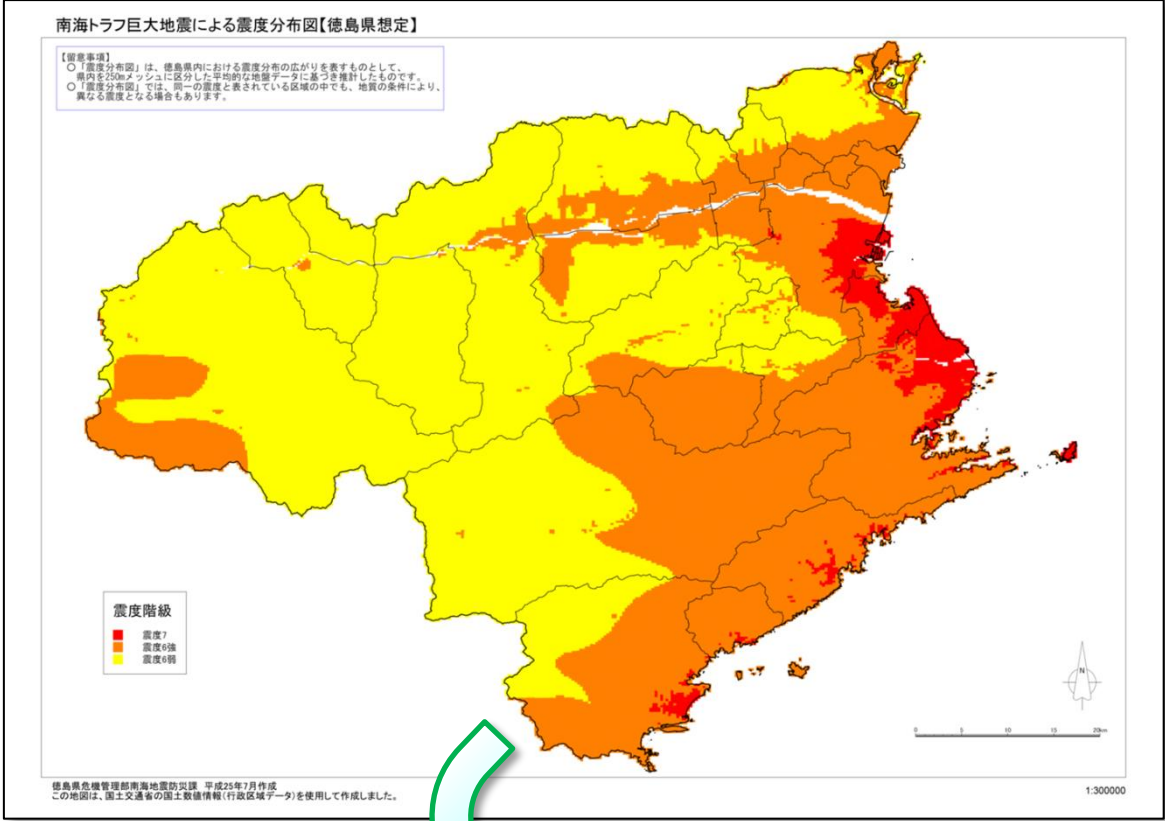 南海トラフ巨大地震による震度分布図【徳島県想定】
【留意事項】
○「震度分布図」は、徳島県内における震度分布の広がりを表すものとして、
県内を250mメッシュに区分した平均的な地盤データに基づき推計したものです。
○「震度分布図」では、同一の震度と表されている区域の中でも、地質の条件により、
異なる震度となる場合もあります。
震度階級
震度7
震度6強
震度6弱
N
0 5 10 15 20km
徳島県危機管理部南海地震防災課 平成25年7月作成
この地図は、国土交通省の国土数値情報(行政区域データ)を使用して作成しました。
1:300000